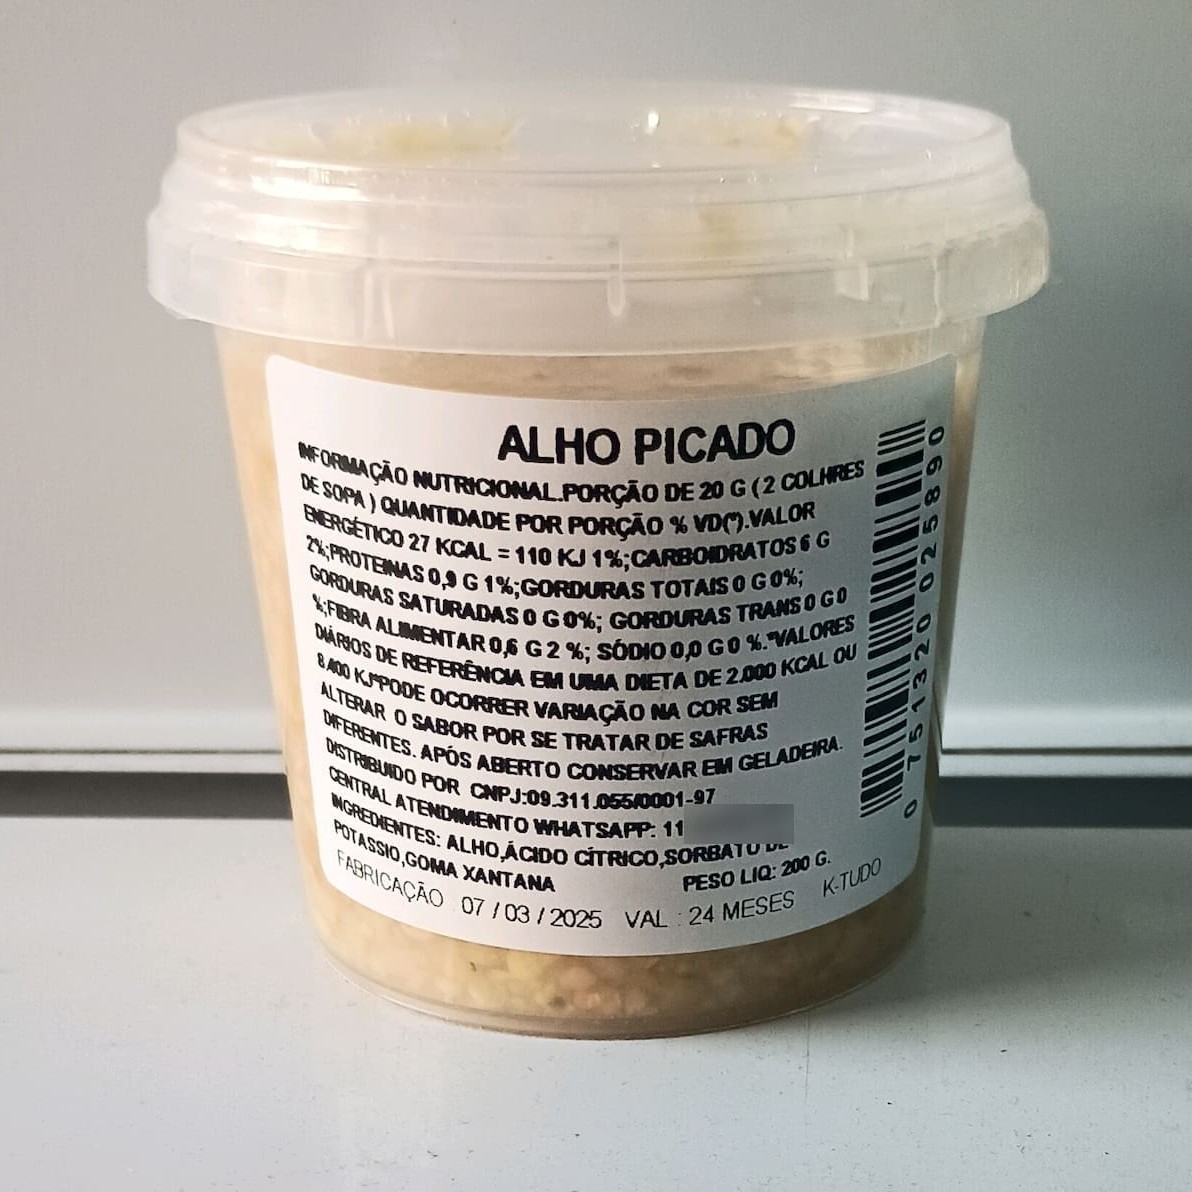 ALHO PICADO
INFORMAÇÃO NUTRICIONAL.PORÇÃO DE 20 G ( 2 COLHRES
DE SOPA ) QUANTIDADE POR PORÇÃO % VD(*).VALOR
ENERGÉTICO 27 KCAL = 110 KJ 1%;CARBOIDRATOS 6 G
2%;PROTEINAS 0,9 G 1%;GORDURAS TOTAIS 0 G 0%;
GORDURAS SATURADAS 0 G 0%; GORDURAS TRANS 0 G 0
%;FIBRA ALIMENTAR 0,6 G 2 %; SÓDIO 0,0 G 0 %.*VALORES
DIÁRIOS DE REFERÊNCIA EM UMA DIETA DE 2.000 KCAL OU
8.400 KJ*PODE OCORRER VARIAÇÃO NA COR SEM
ALTERAR O SABOR POR SE TRATAR DE SAFRAS
DIFERENTES. APÓS ABERTO CONSERVAR EM GELADEIRA.
DISTRIBUIDO POR CNPJ:09.311.055/0001-97
CENTRAL ATENDIMENTO WHATSAPP: 11
INGREDIENTES: ALHO,ÁCIDO CÍTRICO,SORBATO DE
POTASSIO,GOMA XANTANA PESO LIQ: 200 G.
FABRICAÇÃO 07 / 03 / 2025 VAL : 24 MESES K-TUDO
0 751320 025890